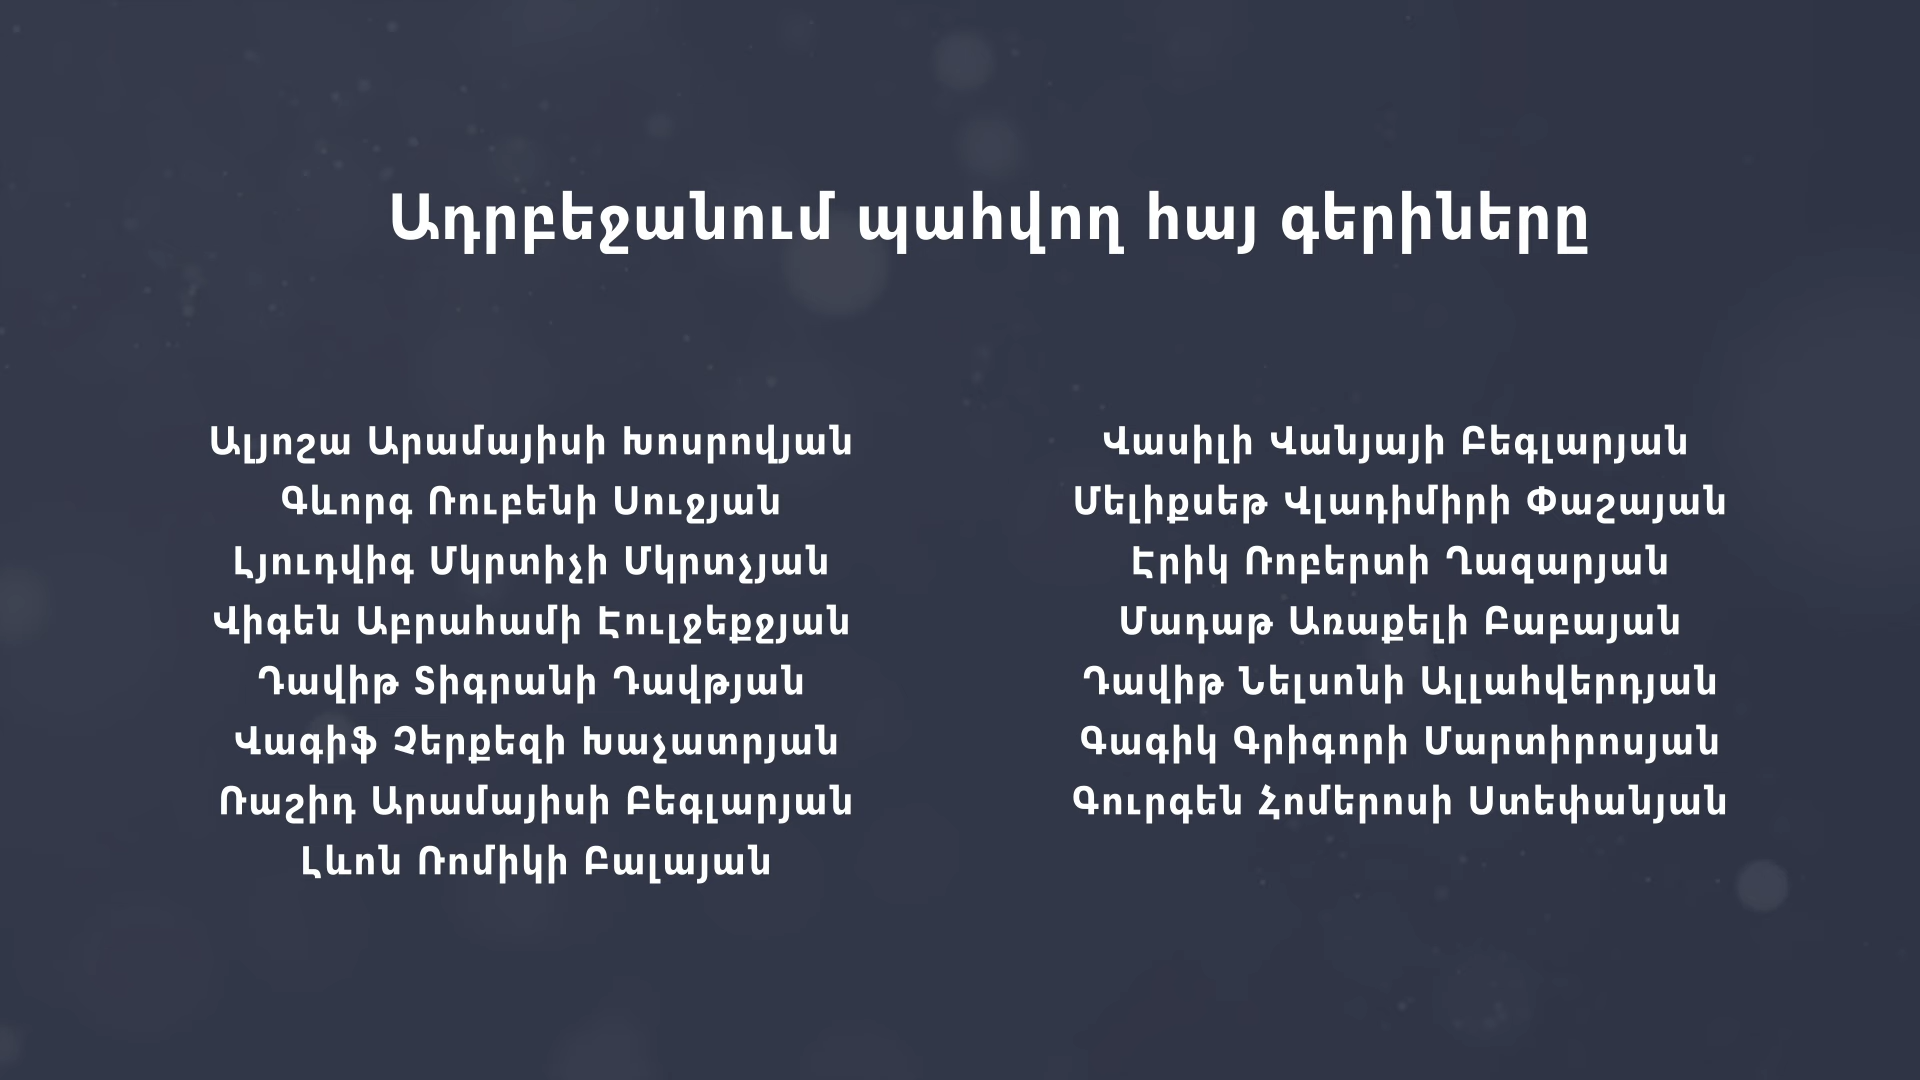 Ադրբեջանում պահվող հայ գերիները
Ալյոշա Արամայիսի Խոսրովյան
Գևորգ Ռուբենի Սուջյան
Լյուդվիգ Մկրտիչի Մկրտչյան
Վիգեն Աբրահամի Էուլջեքջյան
Դավիթ Տիգրանի Դավթյան
Վագիֆ Չերքեզի Խաչատրյան
Ռաշիդ Արամայիսի Բեգլարյան
Լևոն Ռոմիկի Բալայան
Վասիլի Վանյայի Բեգլարյան
Մելիքսեթ Վլադիմիրի Փաշայան
Էրիկ Ռոբերտի Ղազարյան
Մադաթ Առաքելի Բաբայան
Դավիթ Նելսոնի Ալլահվերդյան
Գագիկ Գրիգորի Մարտիրոսյան
Գուրգեն Հոմերոսի Ստեփանյան